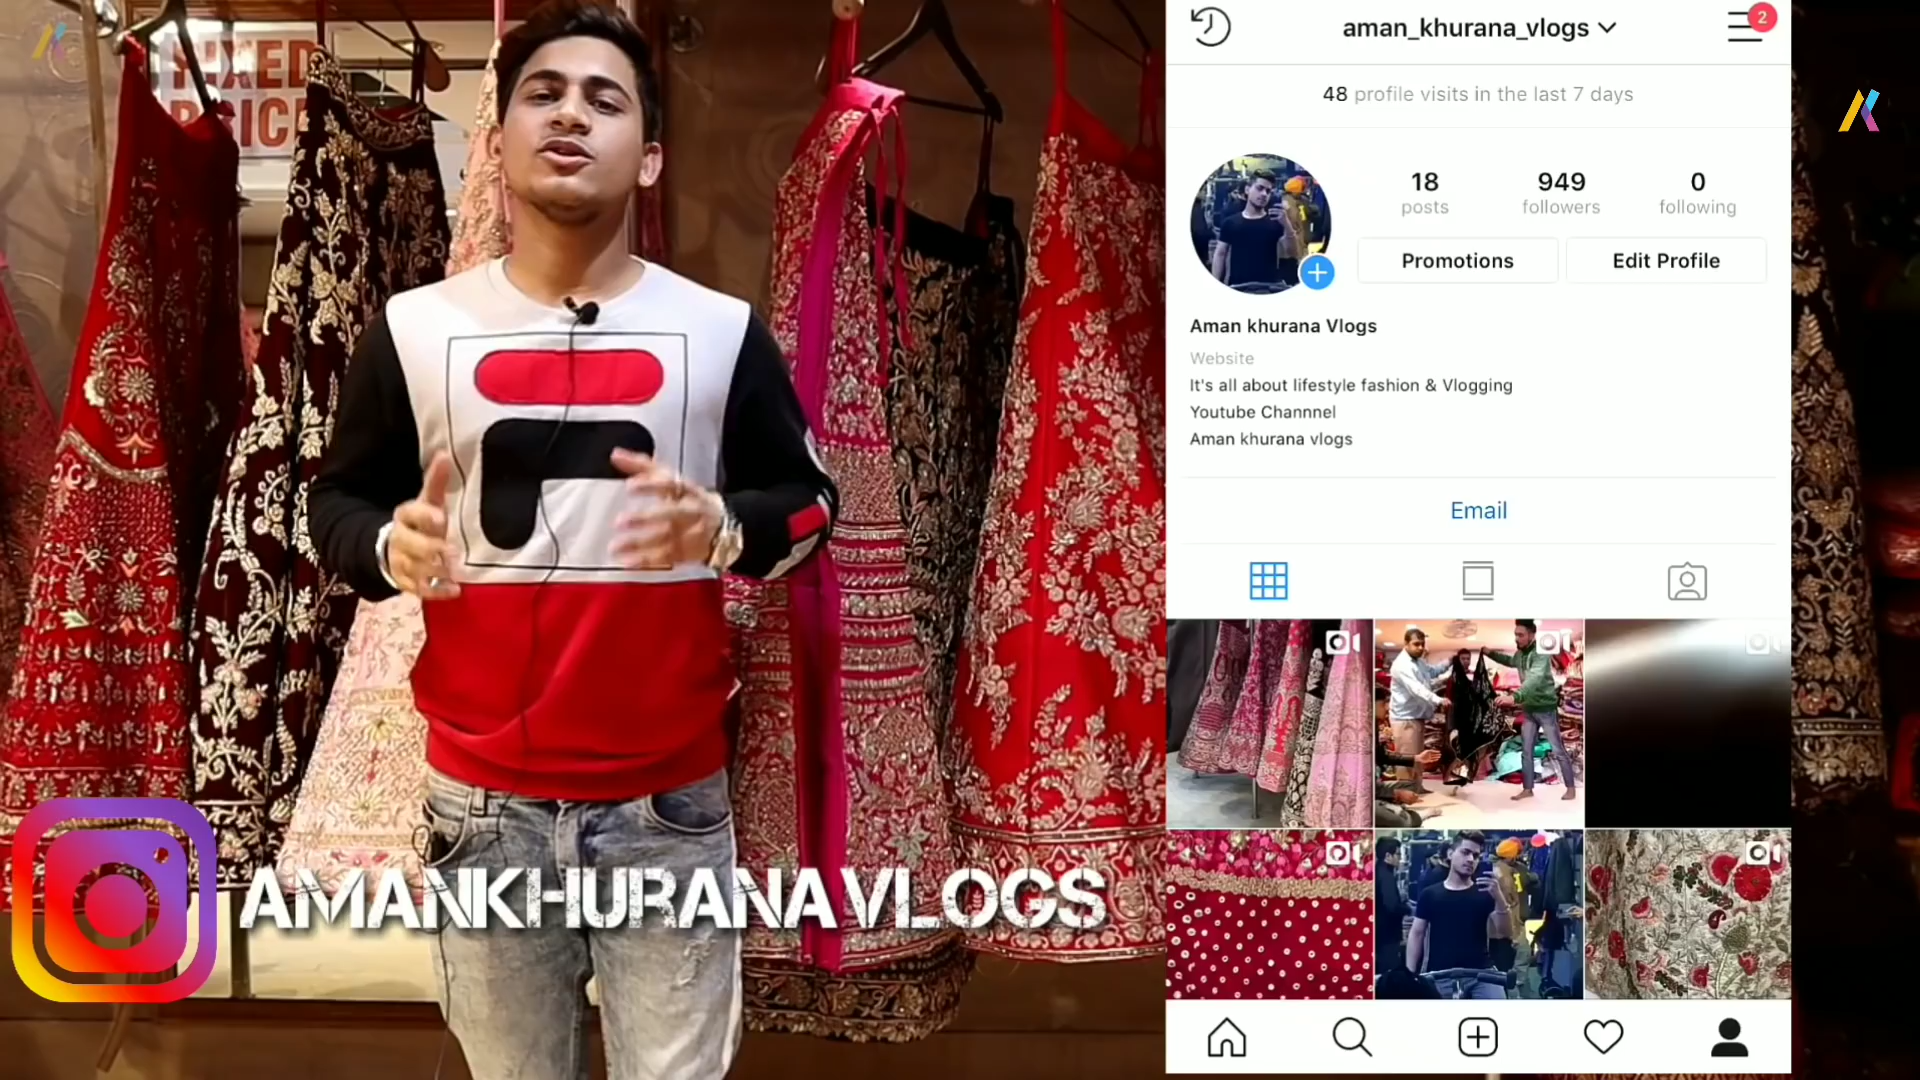 MIXED
aman_khurana_vlogs
2
48 profile visits in the last 7 days
18
posts
949
followers
0
following
Promotions
Edit Profile
Aman khurana Vlogs
Website
It's all about lifestyle fashion & Vlogging
Youtube Channnel
Aman khurana vlogs
Email
AMANKHURANAVLOGS